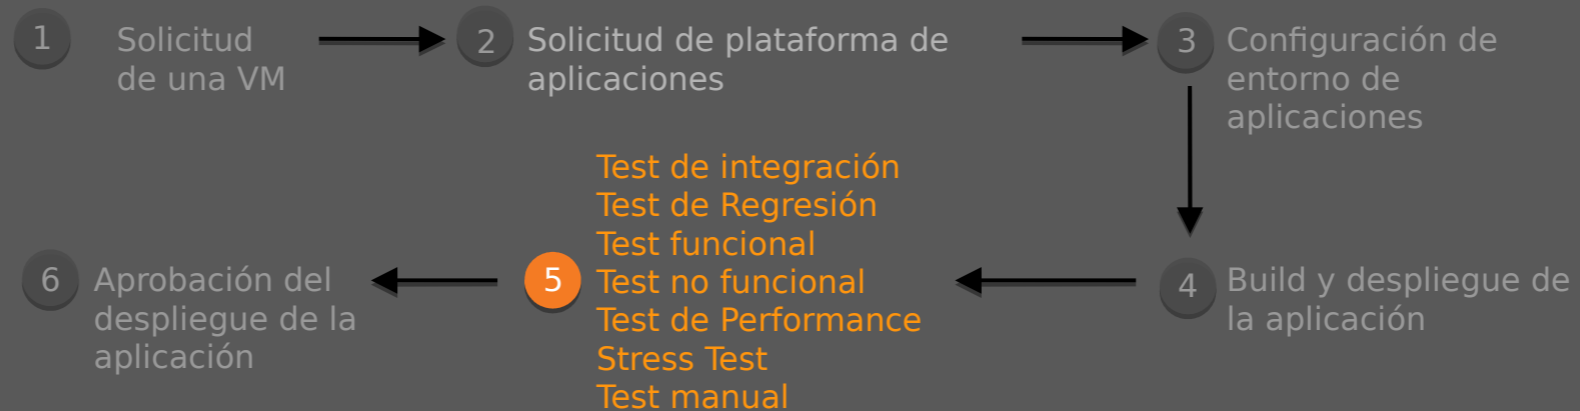 1
Solicitud
de una VM
2
Solicitud de plataforma de
aplicaciones
3
Configuración de
entorno de
aplicaciones
4
Build y despliegue de
la aplicación
5
Test de integración
Test de Regresión
Test funcional
Test no funcional
Test de Performance
Stress Test
Test manual
6
Aprobación del
despliegue de la
aplicación